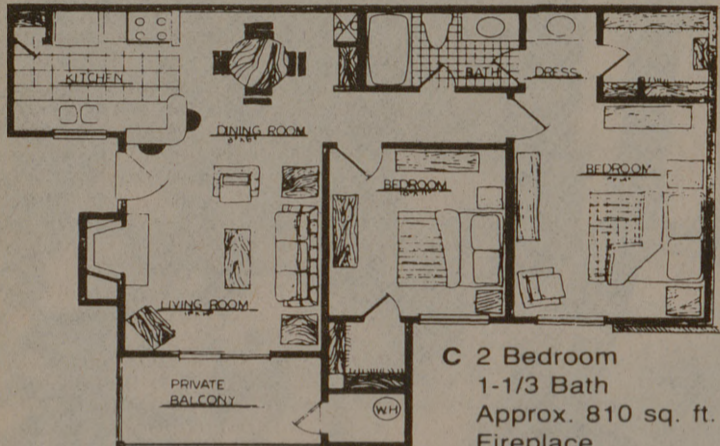 KITCHEN
DINING ROOM
BATH
DRESS
BEDROOM
BEDROOM
LIVING ROOM
PRIVATE
BALCONY
W.H
C 2 Bedroom
1-1/3 Bath
Approx. 810 sq. ft.
Fireplace